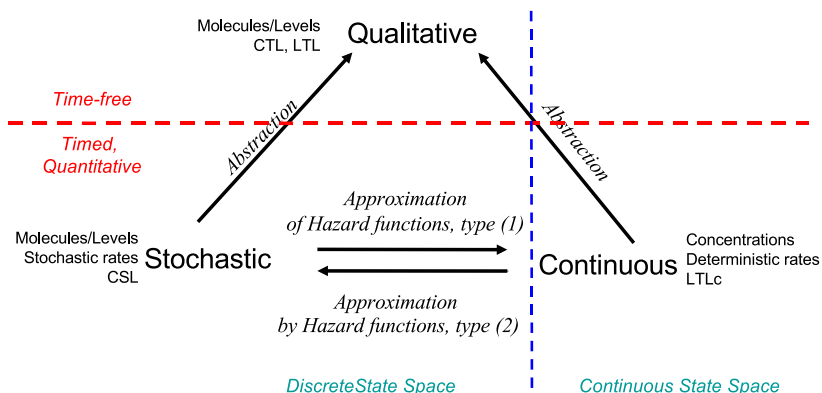 Molecules/Levels
CTL, LTL
Qualitative
Time-free
Timed,
Quantitative
Abstraction
Abstraction
Approximation
of Hazard functions, type (1)
Molecules/Levels
Stochastic rates
CSL
Stochastic
Continuous
Concentrations
Deterministic rates
LTLc
Approximation
by Hazard functions, type (2)
DiscreteState Space
Continuous State Space